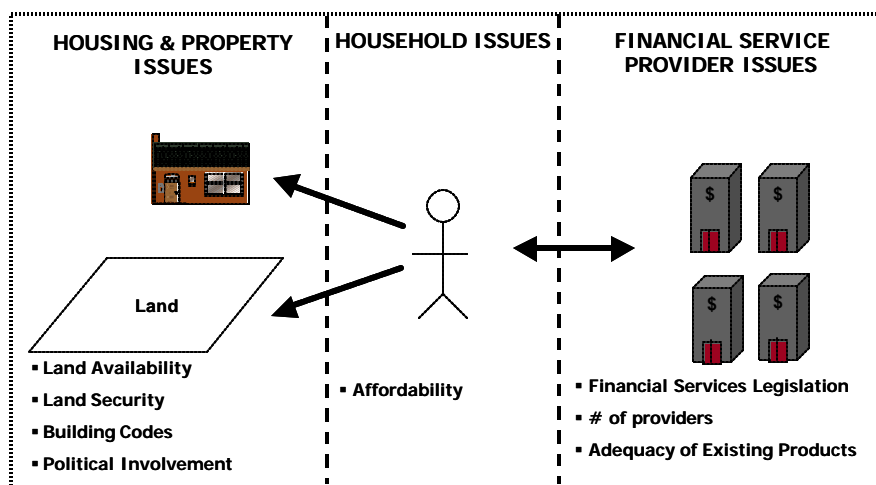 HOUSING & PROPERTY
ISSUES
HOUSEHOLD ISSUES
FINANCIAL SERVICE
PROVIDER ISSUES
$
$
$
$
Land
▪ Land Availability
▪ Land Security
▪ Building Codes
▪ Political Involvement
▪ Affordability
▪ Financial Services Legislation
▪ # of providers
▪ Adequacy of Existing Products